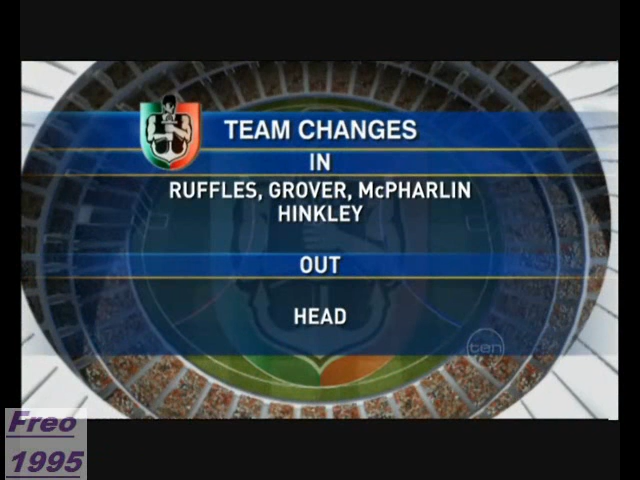 TEAM CHANGES
IN
RUFFLES, GROVER, McPHARLIN
HINKLEY
OUT
HEAD
ten
Freo
1995